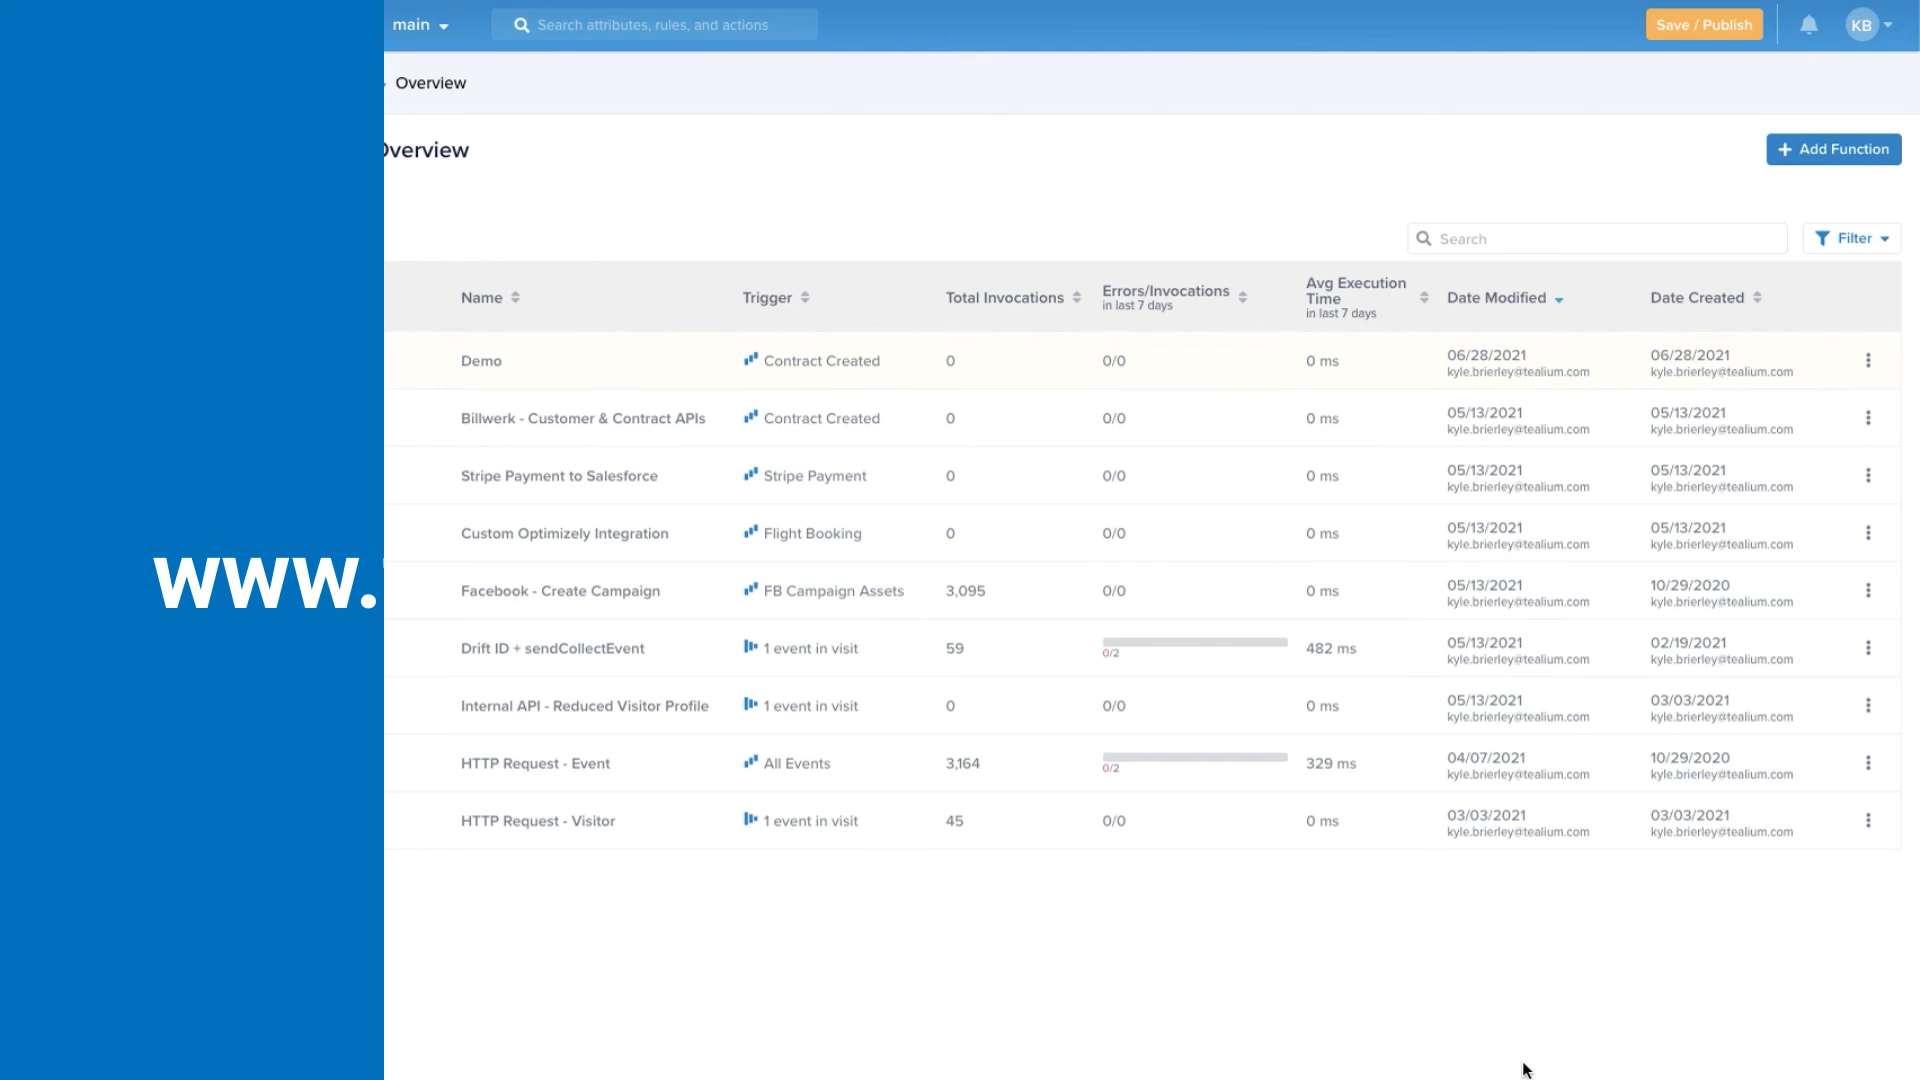 main
Search attributes, rules, and actions
Save / Publish
KB
Overview
Overview
+ Add Function
Search
Filter
Name
Trigger
Total Invocations
Errors/Invocations
in last 7 days
Avg Execution
Time
in last 7 days
Date Modified
Date Created
Demo
Contract Created
0
0/0
0 ms
06/28/2021
kyle.brierley@tealium.com
06/28/2021
kyle.brierley@tealium.com
Billwerk - Customer & Contract APIs
Contract Created
0
0/0
0 ms
05/13/2021
kyle.brierley@tealium.com
05/13/2021
kyle.brierley@tealium.com
Stripe Payment to Salesforce
Stripe Payment
0
0/0
0 ms
05/13/2021
kyle.brierley@tealium.com
05/13/2021
kyle.brierley@tealium.com
Custom Optimizely Integration
Flight Booking
0
0/0
0 ms
05/13/2021
kyle.brierley@tealium.com
05/13/2021
kyle.brierley@tealium.com
www.
Facebook - Create Campaign
FB Campaign Assets
3,095
0/0
0 ms
05/13/2021
kyle.brierley@tealium.com
10/29/2020
kyle.brierley@tealium.com
Drift ID + sendCollectEvent
1 event in visit
59
0/2
482 ms
05/13/2021
kyle.brierley@tealium.com
02/19/2021
kyle.brierley@tealium.com
Internal API - Reduced Visitor Profile
1 event in visit
0
0/0
0 ms
05/13/2021
kyle.brierley@tealium.com
03/03/2021
kyle.brierley@tealium.com
HTTP Request - Event
All Events
3,164
0/2
329 ms
04/07/2021
kyle.brierley@tealium.com
10/29/2020
kyle.brierley@tealium.com
HTTP Request - Visitor
1 event in visit
45
0/0
0 ms
03/03/2021
kyle.brierley@tealium.com
03/03/2021
kyle.brierley@tealium.com